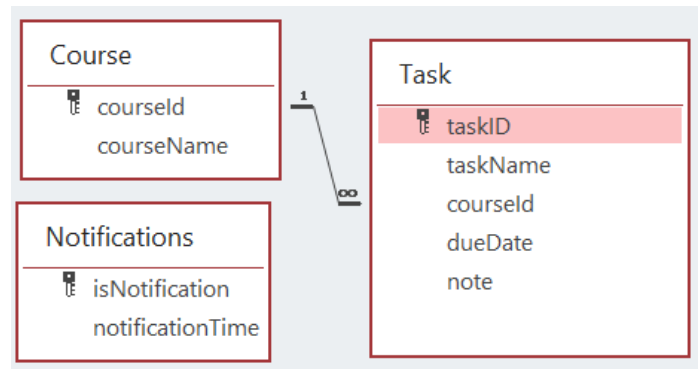 Course
courseId
courseName
1
∞
Task
taskID
taskName
courseId
dueDate
note
Notifications
isNotification
notificationTime